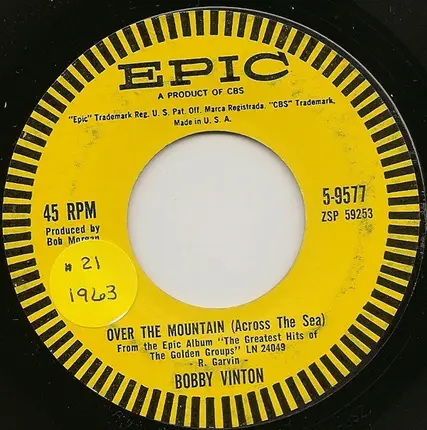 EPIC
A PRODUCT OF CBS
"Epic" Trademark Reg. U. S. Pat. Off. Marca Registrada. "CBS" Trademark.
Made in U. S. A.
45 RPM
5-9577
ZSP 59253
Produced by
Bob Morgan
# 21
1963
OVER THE MOUNTAIN (Across The Sea)
From the Epic Album "The Greatest Hits of
The Golden Groups" LN 24049
- R. Garvin -
BOBBY VINTON